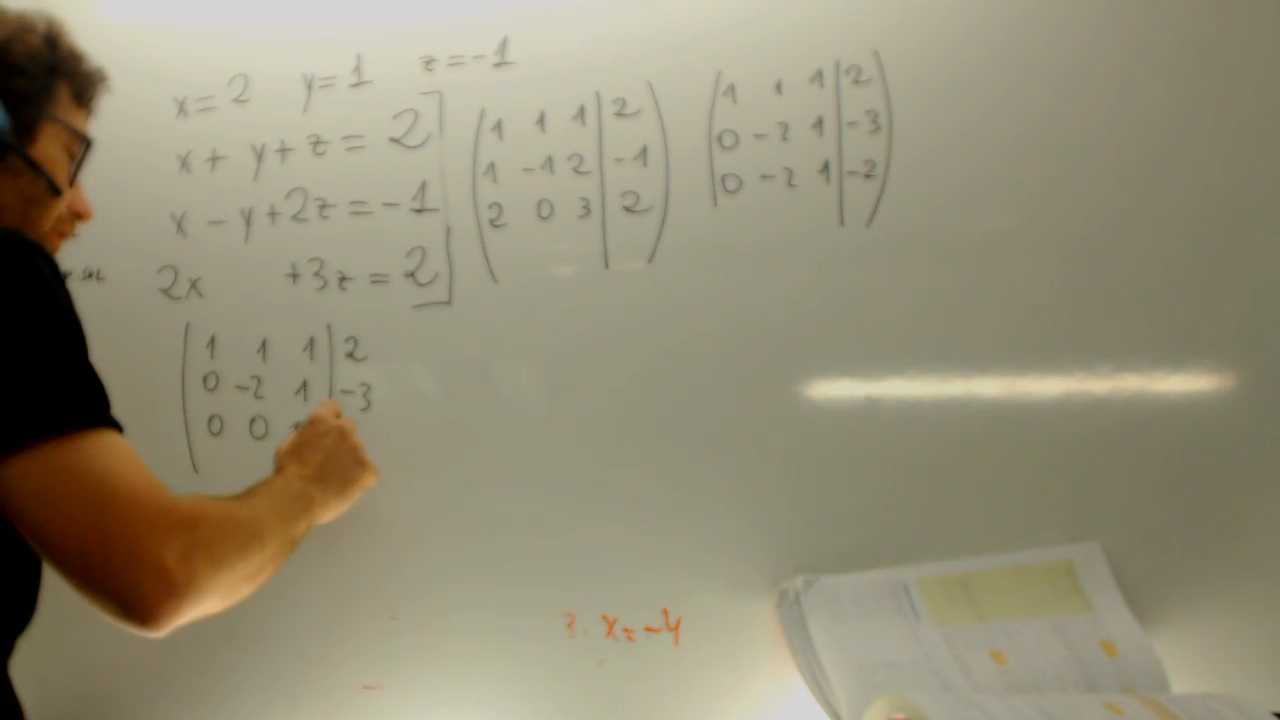 x=2 y=1 z=-1
x+y+z=2
x-y+2z=-1
2x +3z=2
1 1 1 | 2
1 -1 2 | -1
2 0 3 | 2
1 1 1 | 2
0 -2 1 | -3
0 -2 1 | -2
1 1 1 | 2
0 -2 1 | -3
0 0
3. x=-4